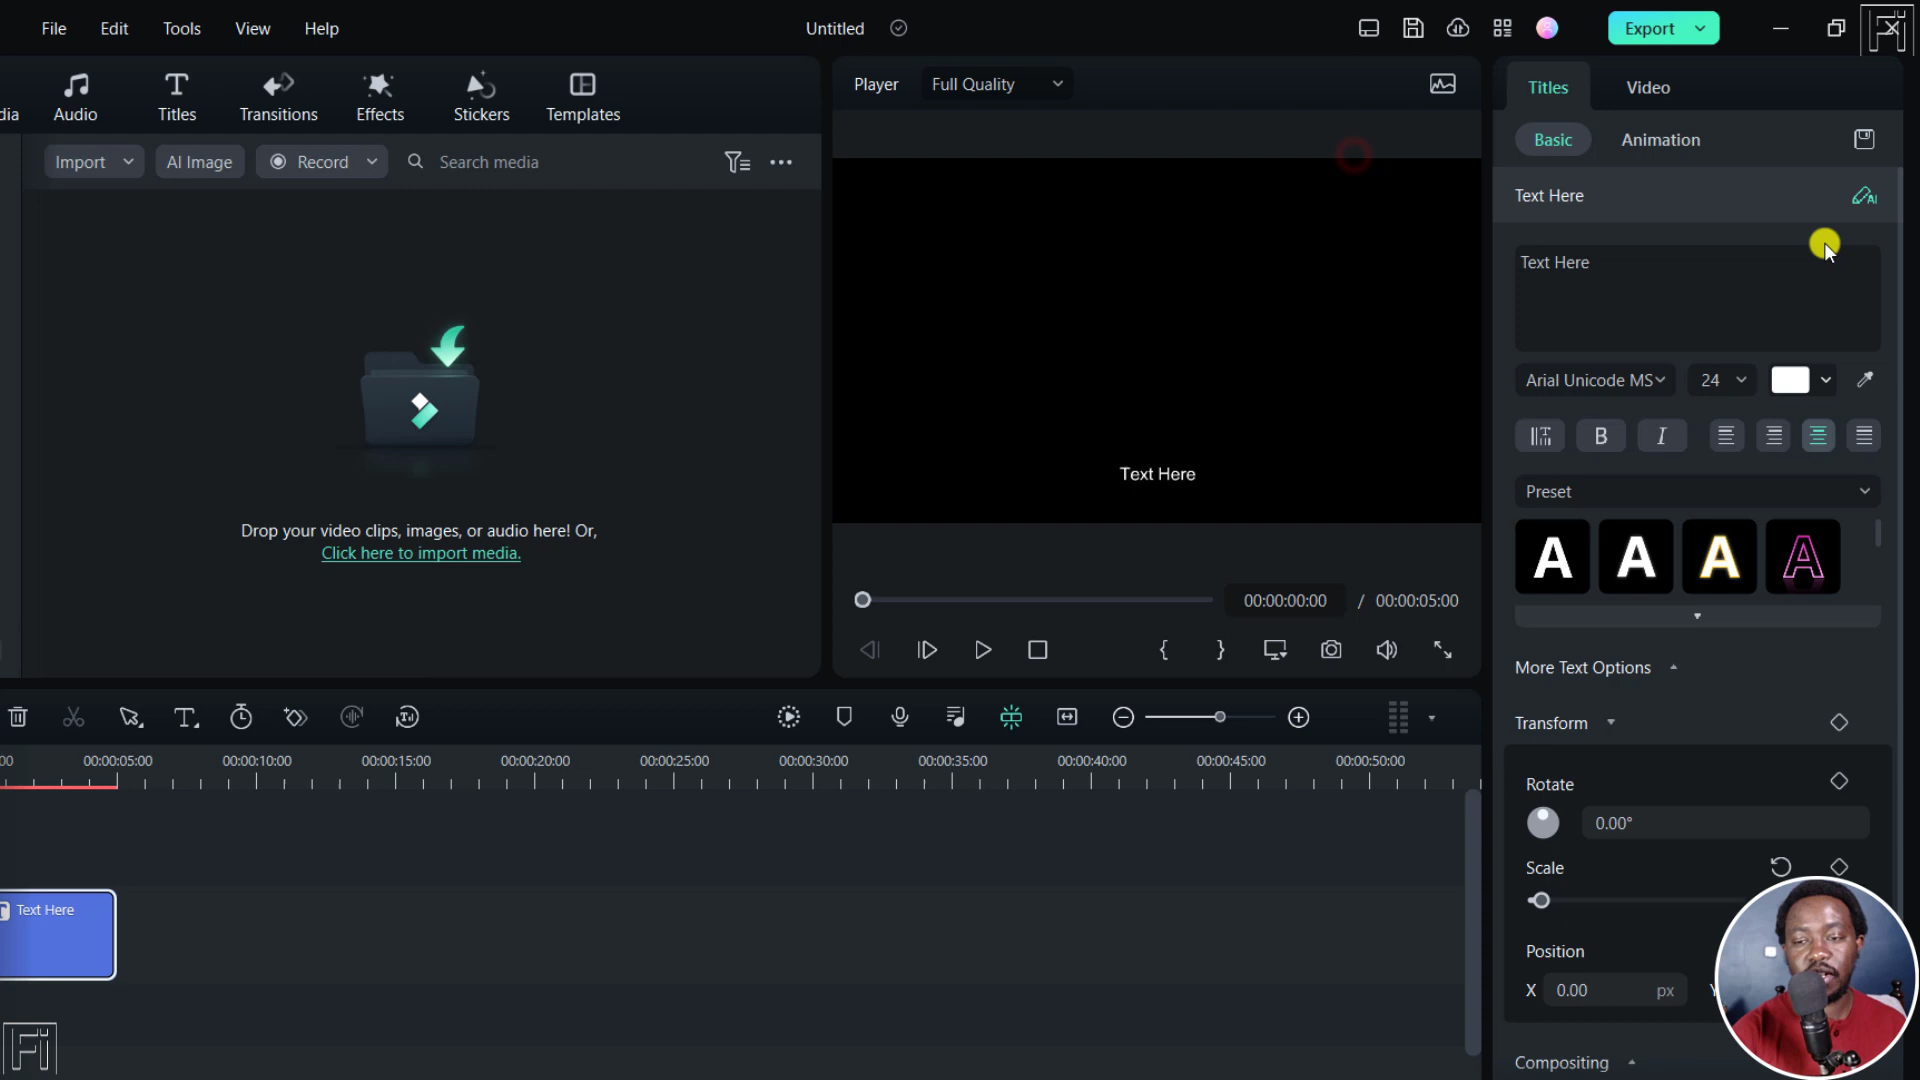 File Edit Tools View Help Untitled Export
dia Audio Titles Transitions Effects Stickers Templates
Import AI Image Record Search media
Drop your video clips, images, or audio here! Or,
Click here to import media.
Player Full Quality
Text Here
00:00:00:00 / 00:00:05:00
{ }
Titles Video
Basic Animation
Text Here AI
Text Here
Arial Unicode MS 24
B I
Preset
A A A A
More Text Options
Transform
Rotate
0.00°
Scale
Position
X 0.00 px Y
Compositing
00 00:00:05:00 00:00:10:00 00:00:15:00 00:00:20:00 00:00:25:00 00:00:30:00 00:00:35:00 00:00:40:00 00:00:45:00 00:00:50:00
T Text Here
Fi
Fi